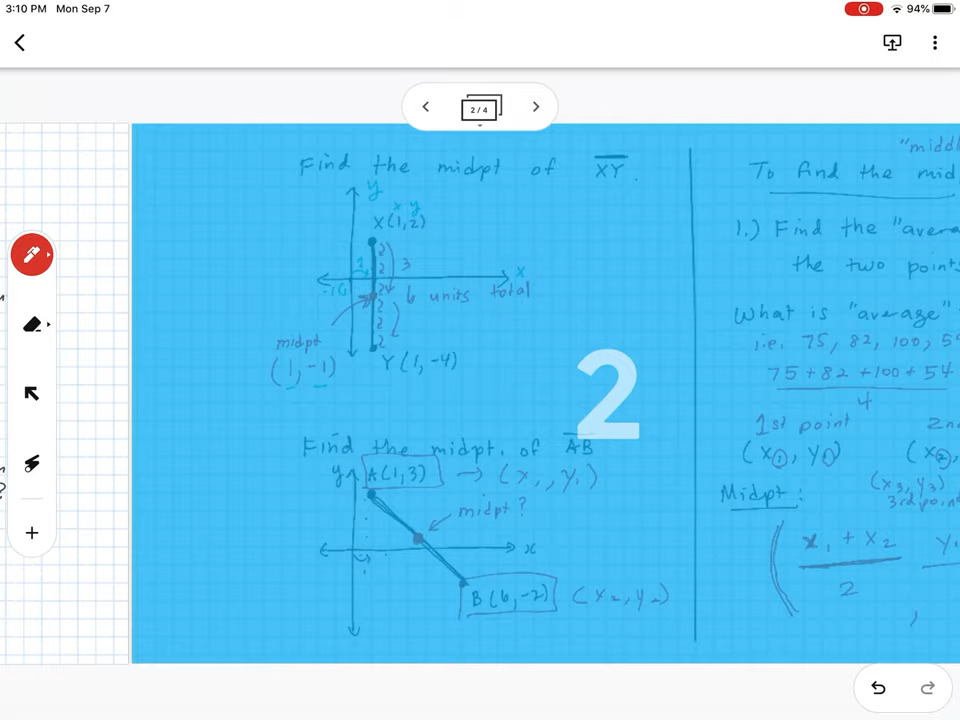 3:10 PM Mon Sep 7
94%
2 / 4
Find the midpt of XY.
y
x y
X(1,2)
1
3
x
6 units total
midpt
(1, -1)
Y(1, -4)
2
Find the midpt. of AB
y
A(1,3) → (x₁, y₁)
midpt?
x
B(6,-2) (x₂, y₂)
"middl
To find the mid
1.) Find the "avera
the two points
What is "average"
i.e. 75, 82, 100, 5
75 + 82 + 100 + 54
4
1st point 2n
(x₁, y₁) (x₂,
(x₃, y₃)
3rd poin
Midpt:
( x₁ + x₂ y
2 ,